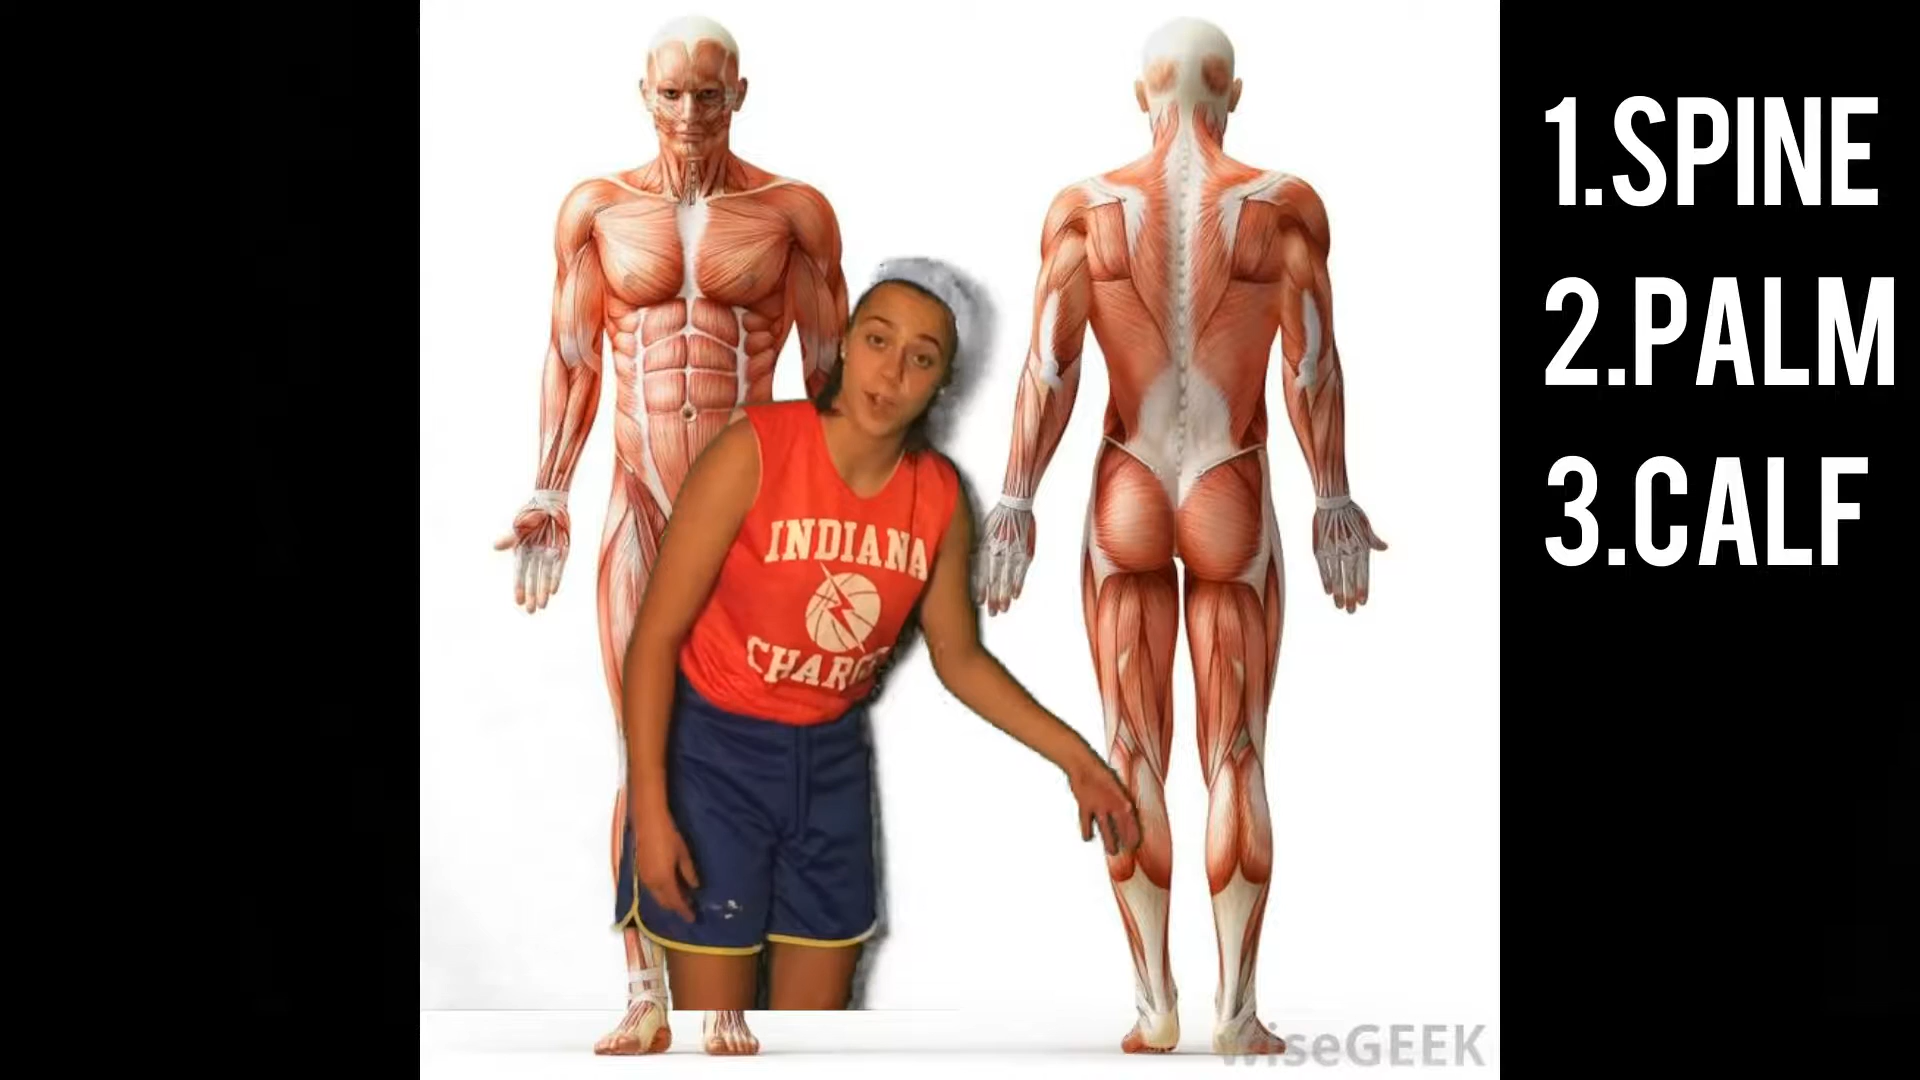 1.SPINE
2.PALM
3.CALF
INDIANA
wiseGEEK